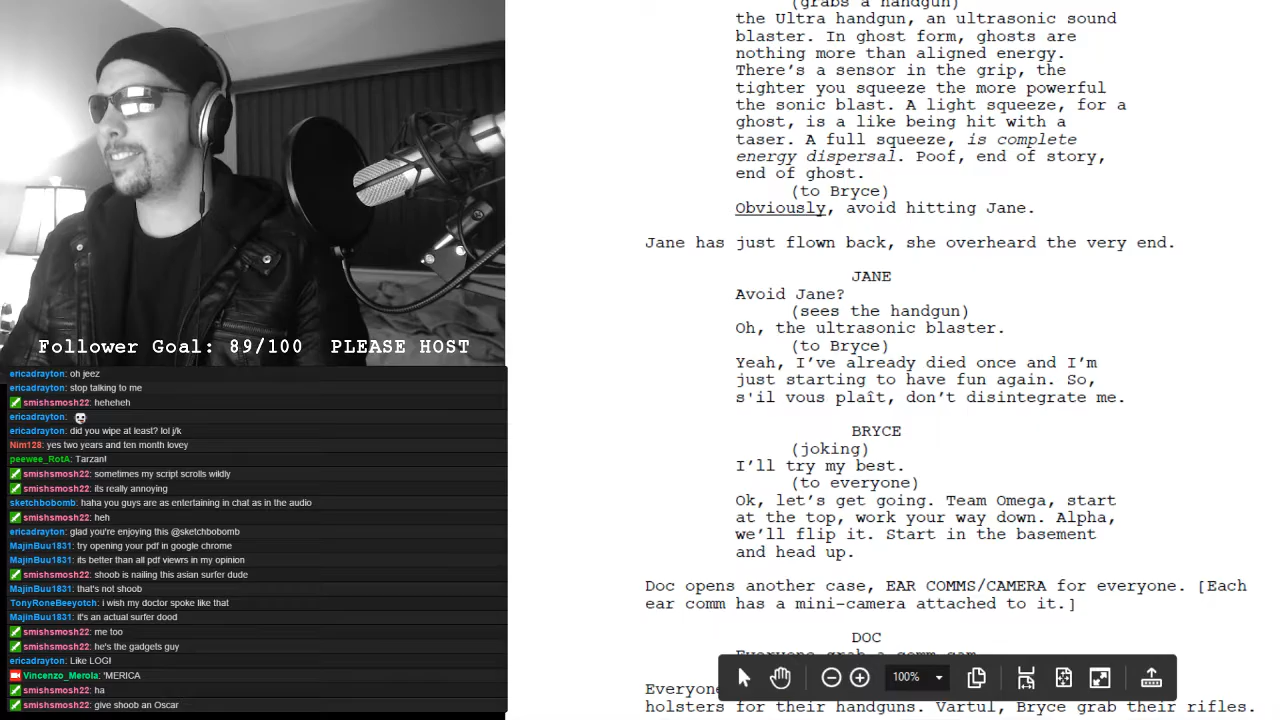 (grabs a handgun)
the Ultra handgun, an ultrasonic sound
blaster. In ghost form, ghosts are
nothing more than aligned energy.
There's a sensor in the grip, the
tighter you squeeze the more powerful
the sonic blast. A light squeeze, for a
ghost, is a like being hit with a
taser. A full squeeze, is complete
energy dispersal. Poof, end of story,
end of ghost.
(to Bryce)
Obviously, avoid hitting Jane.
Jane has just flown back, she overheard the very end.
JANE
Avoid Jane?
(sees the handgun)
Oh, the ultrasonic blaster.
(to Bryce)
Yeah, I've already died once and I'm
just starting to have fun again. So,
s'il vous plaît, don't disintegrate me.
BRYCE
(joking)
I'll try my best.
(to everyone)
Ok, let's get going. Team Omega, start
at the top, work your way down. Alpha,
we'll flip it. Start in the basement
and head up.
Doc opens another case, EAR COMMS/CAMERA for everyone. [Each
ear comm has a mini-camera attached to it.]
DOC
Everyone grab a comm cam
Everyone
holsters for their handguns. Vartul, Bryce grab their rifles.
100%
Follower Goal: 89/100 PLEASE HOST
ericadrayton: oh jeez
ericadrayton: stop talking to me
smishsmosh22: heheheh
ericadrayton:
ericadrayton: did you wipe at least? lol j/k
Nim128: yes two years and ten month lovey
peewee_RotA: Tarzan!
smishsmosh22: sometimes my script scrolls wildly
smishsmosh22: its really annoying
sketchbobomb: haha you guys are as entertaining in chat as in the audio
smishsmosh22: heh
ericadrayton: glad you're enjoying this @sketchbobomb
MajinBuu1831: try opening your pdf in google chrome
MajinBuu1831: its better than all pdf viewrs in my opinion
smishsmosh22: shoob is nailing this asian surfer dude
MajinBuu1831: that's not shoob
TonyRoneBeeyotch: i wish my doctor spoke like that
MajinBuu1831: it's an actual surfer dood
smishsmosh22: me too
smishsmosh22: he's the gadgets guy
ericadrayton: Like LOGI
Vincenzo_Merola: 'MERICA
smishsmosh22: ha
smishsmosh22: give shoob an Oscar